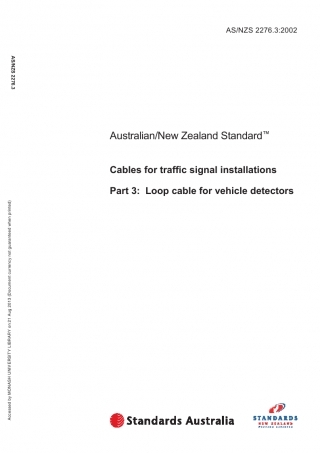 AS/NZS 2276.3:2002
AS/NZS 2276.3
Australian/New Zealand Standard™
Cables for traffic signal installations
Part 3: Loop cable for vehicle detectors
Accessed by MONASH UNIVERSITY LIBRARY on 21 Aug 2013 (Document currency not guaranteed when printed)
Standards Australia
STANDARDS
NEW ZEALAND